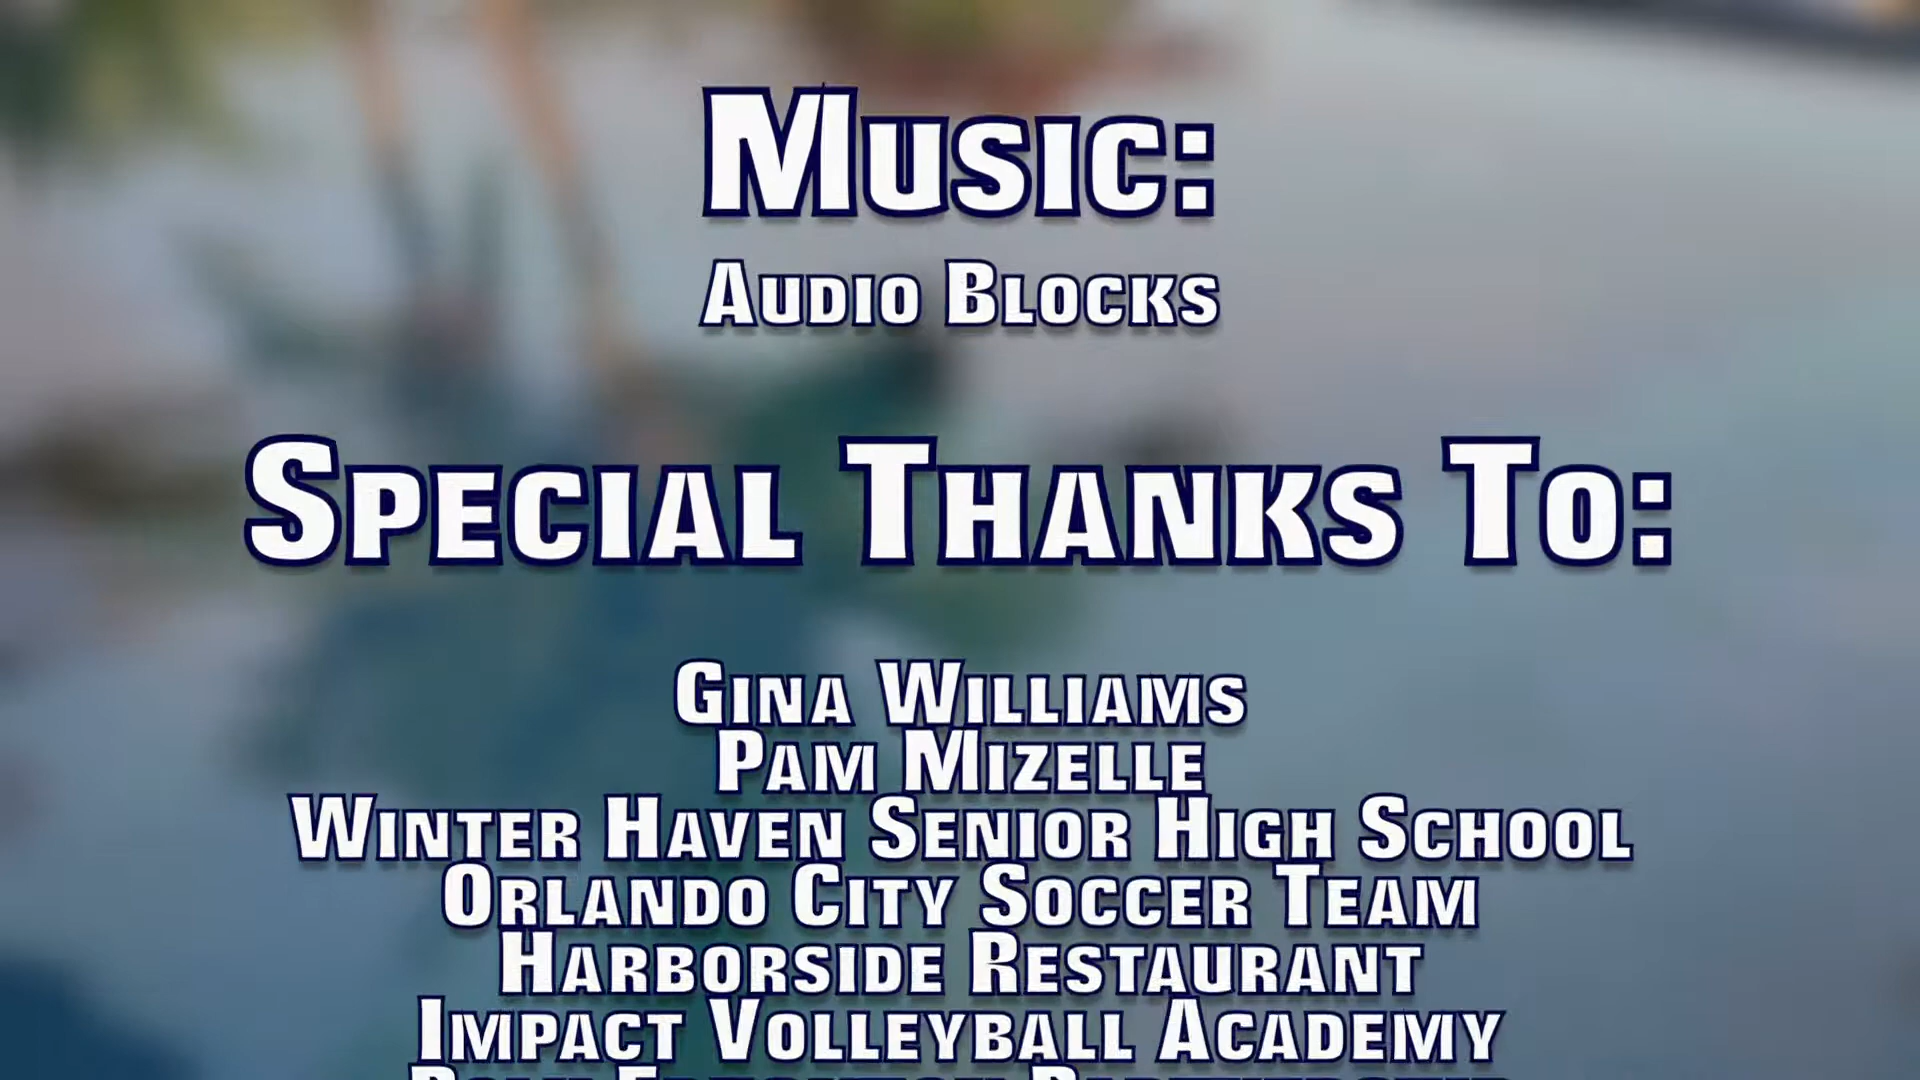 Music:
Audio Blocks
Special Thanks To:
Gina Williams
Pam Mizelle
Winter Haven Senior High School
Orlando City Soccer Team
Harborside Restaurant
Impact Volleyball Academy